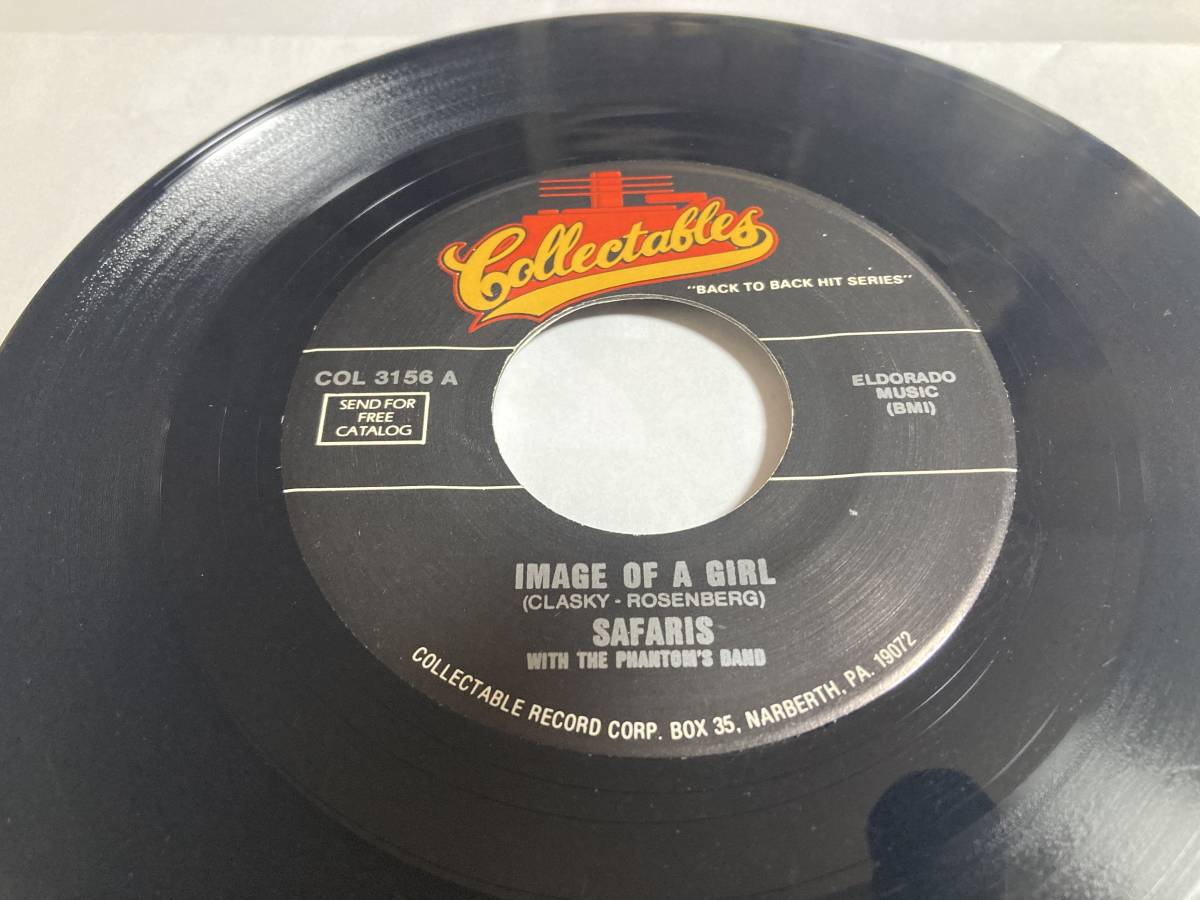 Collectables
"BACK TO BACK HIT SERIES"
COL 3156 A
SEND FOR
FREE
CATALOG
ELDORADO
MUSIC
(BMI)
IMAGE OF A GIRL
(CLASKY - ROSENBERG)
SAFARIS
WITH THE PHANTOM'S BAND
COLLECTABLE RECORD CORP. BOX 35, NARBERTH, PA. 19072